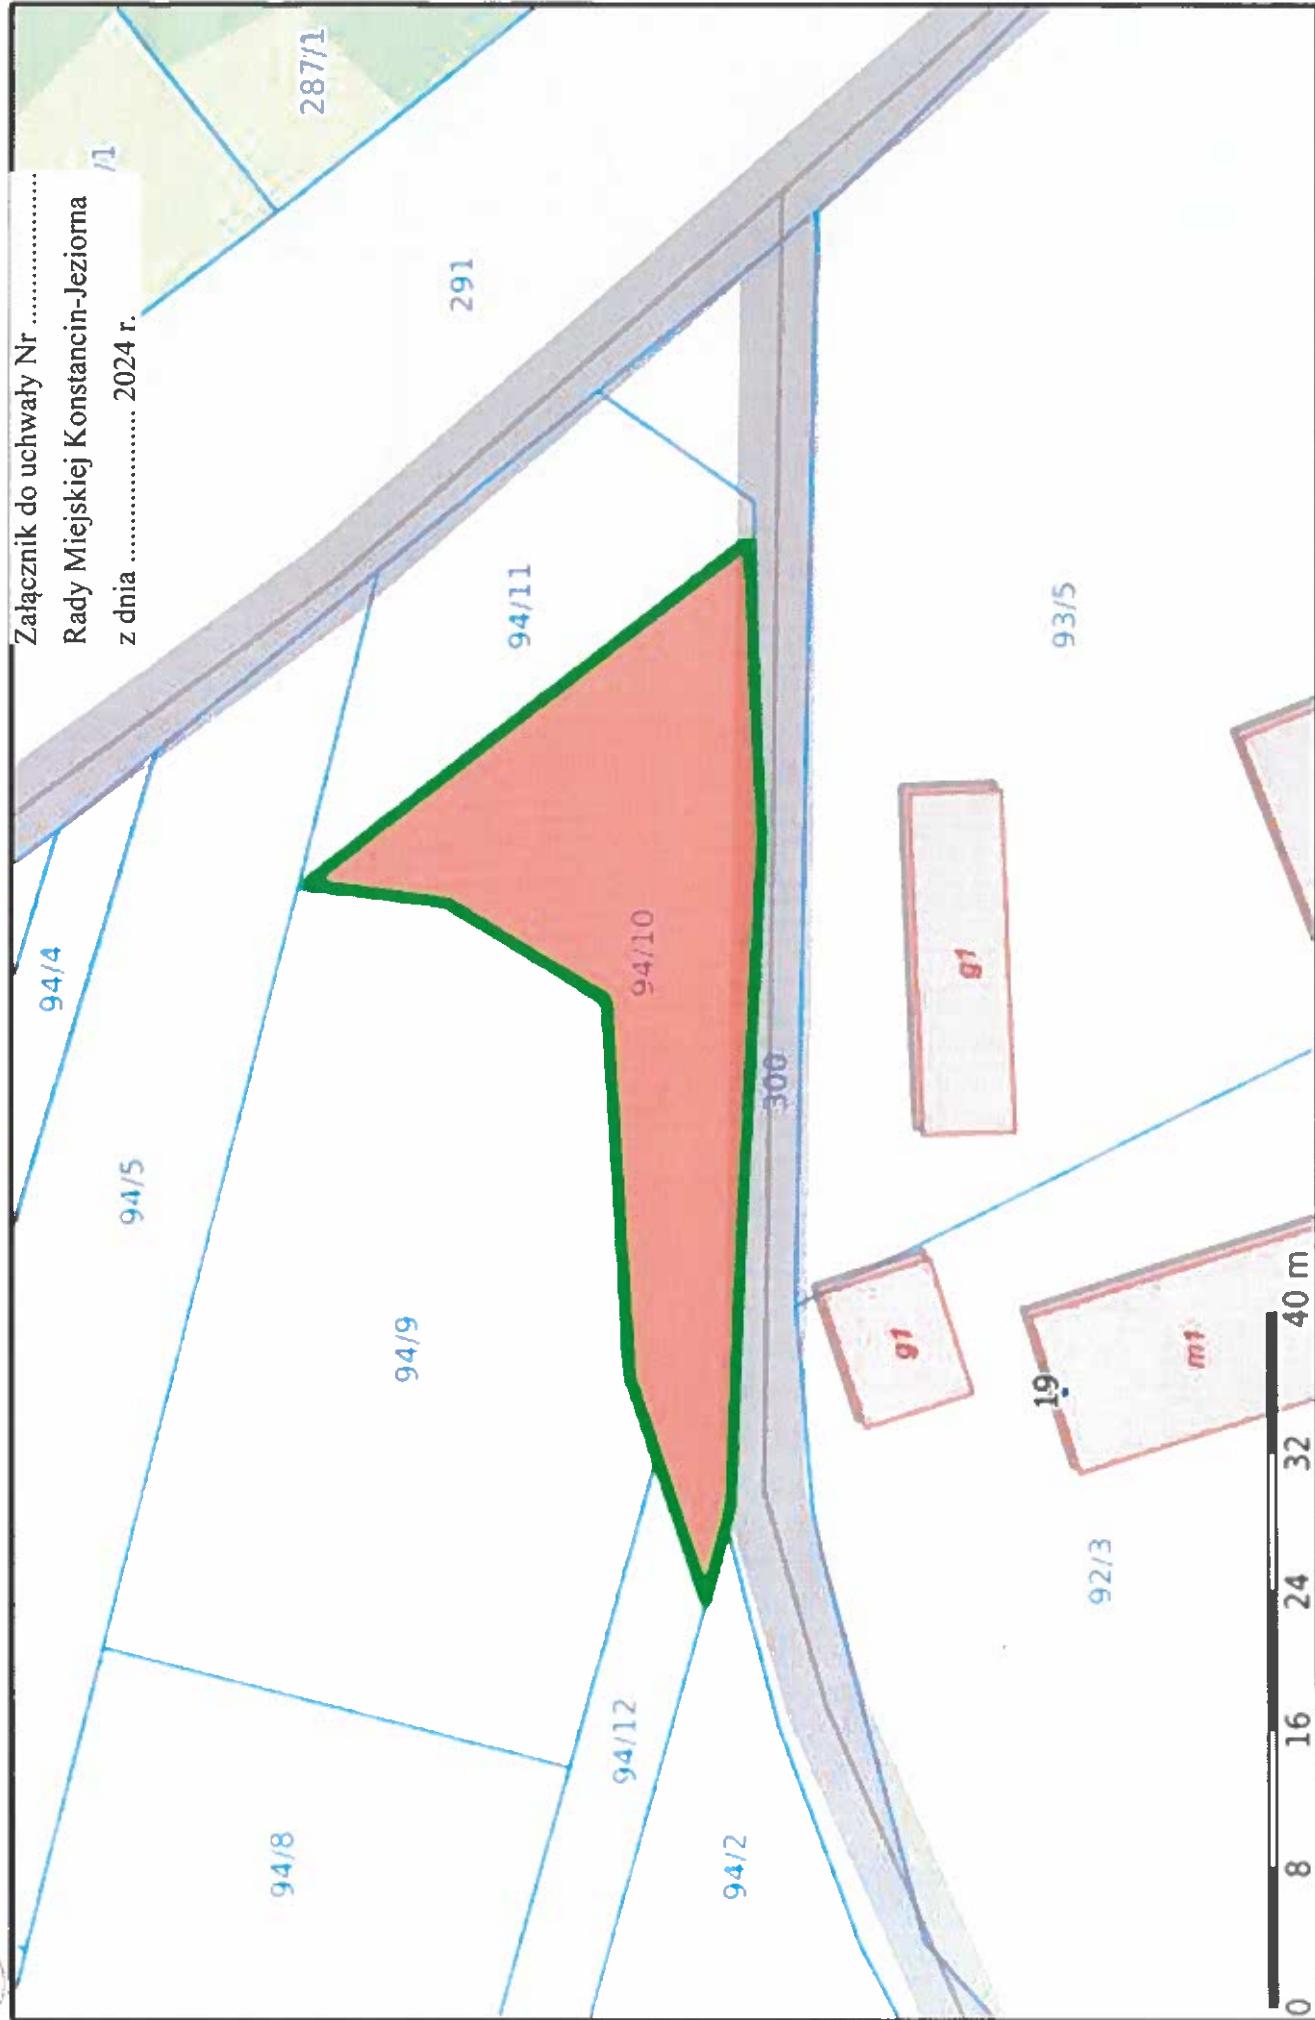 Załącznik do uchwały Nr ........................
Rady Miejskiej Konstancin-Jeziorna
z dnia ................... 2024 r.
/1
287/1
291
94/4
94/5
94/11
94/9
94/10
94/8
94/12
94/2
300
93/5
g1
g1
19
m1
92/3
0 8 16 24 32 40 m